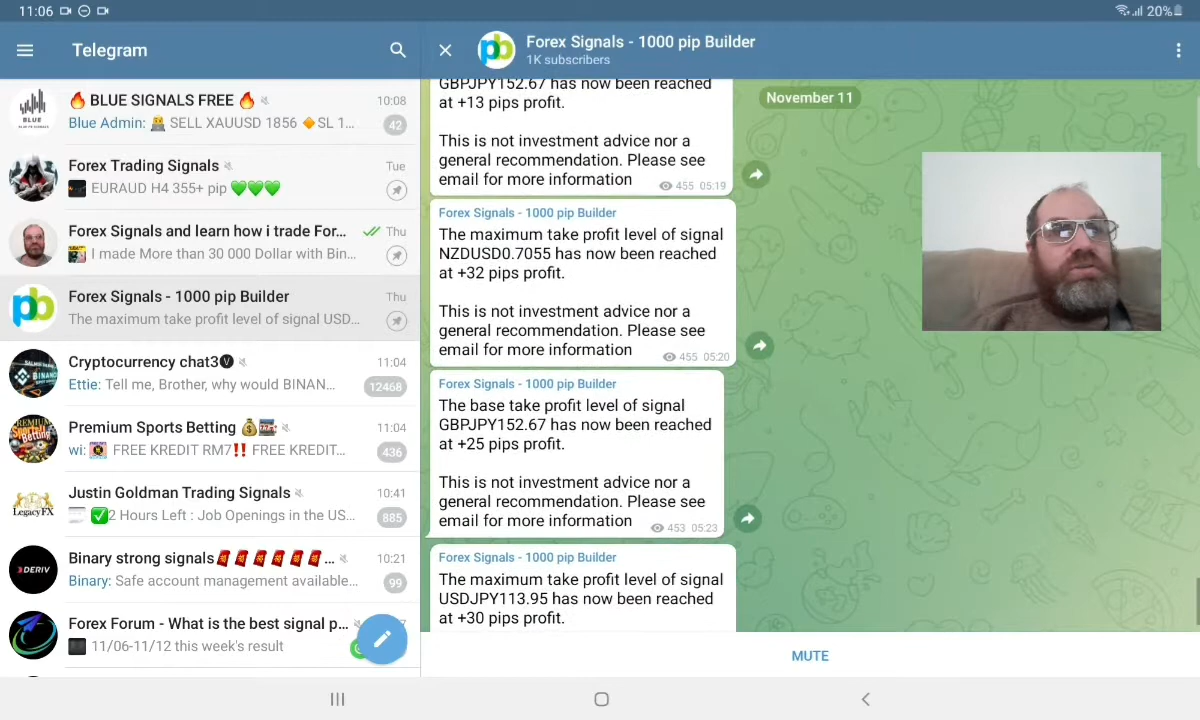 11:06
20%
Telegram
🔥 BLUE SIGNALS FREE 🔥
10:08
Blue Admin: 🧑‍💻 SELL XAUUSD 1856 🔶SL 1...
42
BLUE
Forex Trading Signals
Tue
EURAUD H4 355+ pip 💚💚💚
Forex Signals and learn how i trade For...
Thu
I made More than 30 000 Dollar with Bin...
pb
Forex Signals - 1000 pip Builder
Thu
The maximum take profit level of signal USD...
Cryptocurrency chat3
11:04
Ettie: Tell me, Brother, why would BINAN...
12468
Premium Sports Betting 💰
11:04
wi: FREE KREDIT RM7‼️ FREE KREDIT...
436
Justin Goldman Trading Signals
10:41
✅2 Hours Left : Job Openings in the US...
885
LegacyFX
Binary strong signals🧧🧧🧧🧧🧧🧧...
10:21
Binary: Safe account management available...
99
DERIV
Forex Forum - What is the best signal p...
11/06-11/12 this week's result
pb
Forex Signals - 1000 pip Builder
1K subscribers
November 11
GBPJPY152.67 has now been reached
at +13 pips profit.
This is not investment advice nor a
general recommendation. Please see
email for more information
455 05:19
Forex Signals - 1000 pip Builder
The maximum take profit level of signal
NZDUSD0.7055 has now been reached
at +32 pips profit.
This is not investment advice nor a
general recommendation. Please see
email for more information
455 05:20
Forex Signals - 1000 pip Builder
The base take profit level of signal
GBPJPY152.67 has now been reached
at +25 pips profit.
This is not investment advice nor a
general recommendation. Please see
email for more information
453 05:23
Forex Signals - 1000 pip Builder
The maximum take profit level of signal
USDJPY113.95 has now been reached
at +30 pips profit.
MUTE